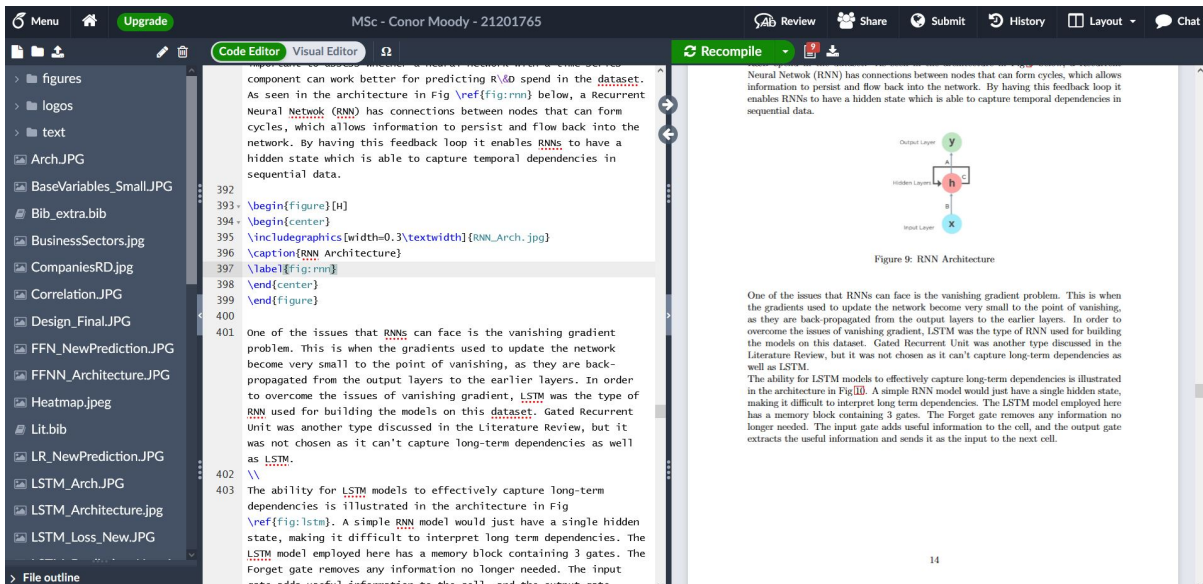 Menu
Upgrade
MSc - Conor Moody - 21201765
Review
Share
Submit
History
Layout
Chat
Code Editor
Visual Editor
Ω
Recompile
9
figures
logos
text
Arch.JPG
BaseVariables_Small.JPG
Bib_extra.bib
BusinessSectors.jpg
CompaniesRD.jpg
Correlation.JPG
Design_Final.JPG
FFN_NewPrediction.JPG
FFNN_Architecture.JPG
Heatmap.jpeg
Lit.bib
LR_NewPrediction.JPG
LSTM_Arch.JPG
LSTM_Architecture.jpg
LSTM_Loss_New.JPG
File outline
component can work better for predicting R\&D spend in the dataset.
As seen in the architecture in Fig \ref{fig:rnn} below, a Recurrent
Neural Netwok (RNN) has connections between nodes that can form
cycles, which allows information to persist and flow back into the
network. By having this feedback loop it enables RNNs to have a
hidden state which is able to capture temporal dependencies in
sequential data.
392
393 \begin{figure}[H]
394 \begin{center}
395 \includegraphics[width=0.3\textwidth]{RNN_Arch.jpg}
396 \caption{RNN Architecture}
397 \label{fig:rnn}
398 \end{center}
399 \end{figure}
400
401 One of the issues that RNNs can face is the vanishing gradient
problem. This is when the gradients used to update the network
become very small to the point of vanishing, as they are back-
propagated from the output layers to the earlier layers. In order
to overcome the issues of vanishing gradient, LSTM was the type of
RNN used for building the models on this dataset. Gated Recurrent
Unit was another type discussed in the Literature Review, but it
was not chosen as it can't capture long-term dependencies as well
as LSTM.
402 \\
403 The ability for LSTM models to effectively capture long-term
dependencies is illustrated in the architecture in Fig
\ref{fig:lstm}. A simple RNN model would just have a single hidden
state, making it difficult to interpret long term dependencies. The
LSTM model employed here has a memory block containing 3 gates. The
Forget gate removes any information no longer needed. The input
Neural Netwok (RNN) has connections between nodes that can form cycles, which allows
information to persist and flow back into the network. By having this feedback loop it
enables RNNs to have a hidden state which is able to capture temporal dependencies in
sequential data.
Output Layer
y
A
C
Hidden Layers
h
B
Input Layer
x
Figure 9: RNN Architecture
One of the issues that RNNs can face is the vanishing gradient problem. This is when
the gradients used to update the network become very small to the point of vanishing,
as they are back-propagated from the output layers to the earlier layers. In order to
overcome the issues of vanishing gradient, LSTM was the type of RNN used for building
the models on this dataset. Gated Recurrent Unit was another type discussed in the
Literature Review, but it was not chosen as it can't capture long-term dependencies as
well as LSTM.
The ability for LSTM models to effectively capture long-term dependencies is illustrated
in the architecture in Fig 10. A simple RNN model would just have a single hidden state,
making it difficult to interpret long term dependencies. The LSTM model employed here
has a memory block containing 3 gates. The Forget gate removes any information no
longer needed. The input gate adds useful information to the cell, and the output gate
extracts the useful information and sends it as the input to the next cell.
14